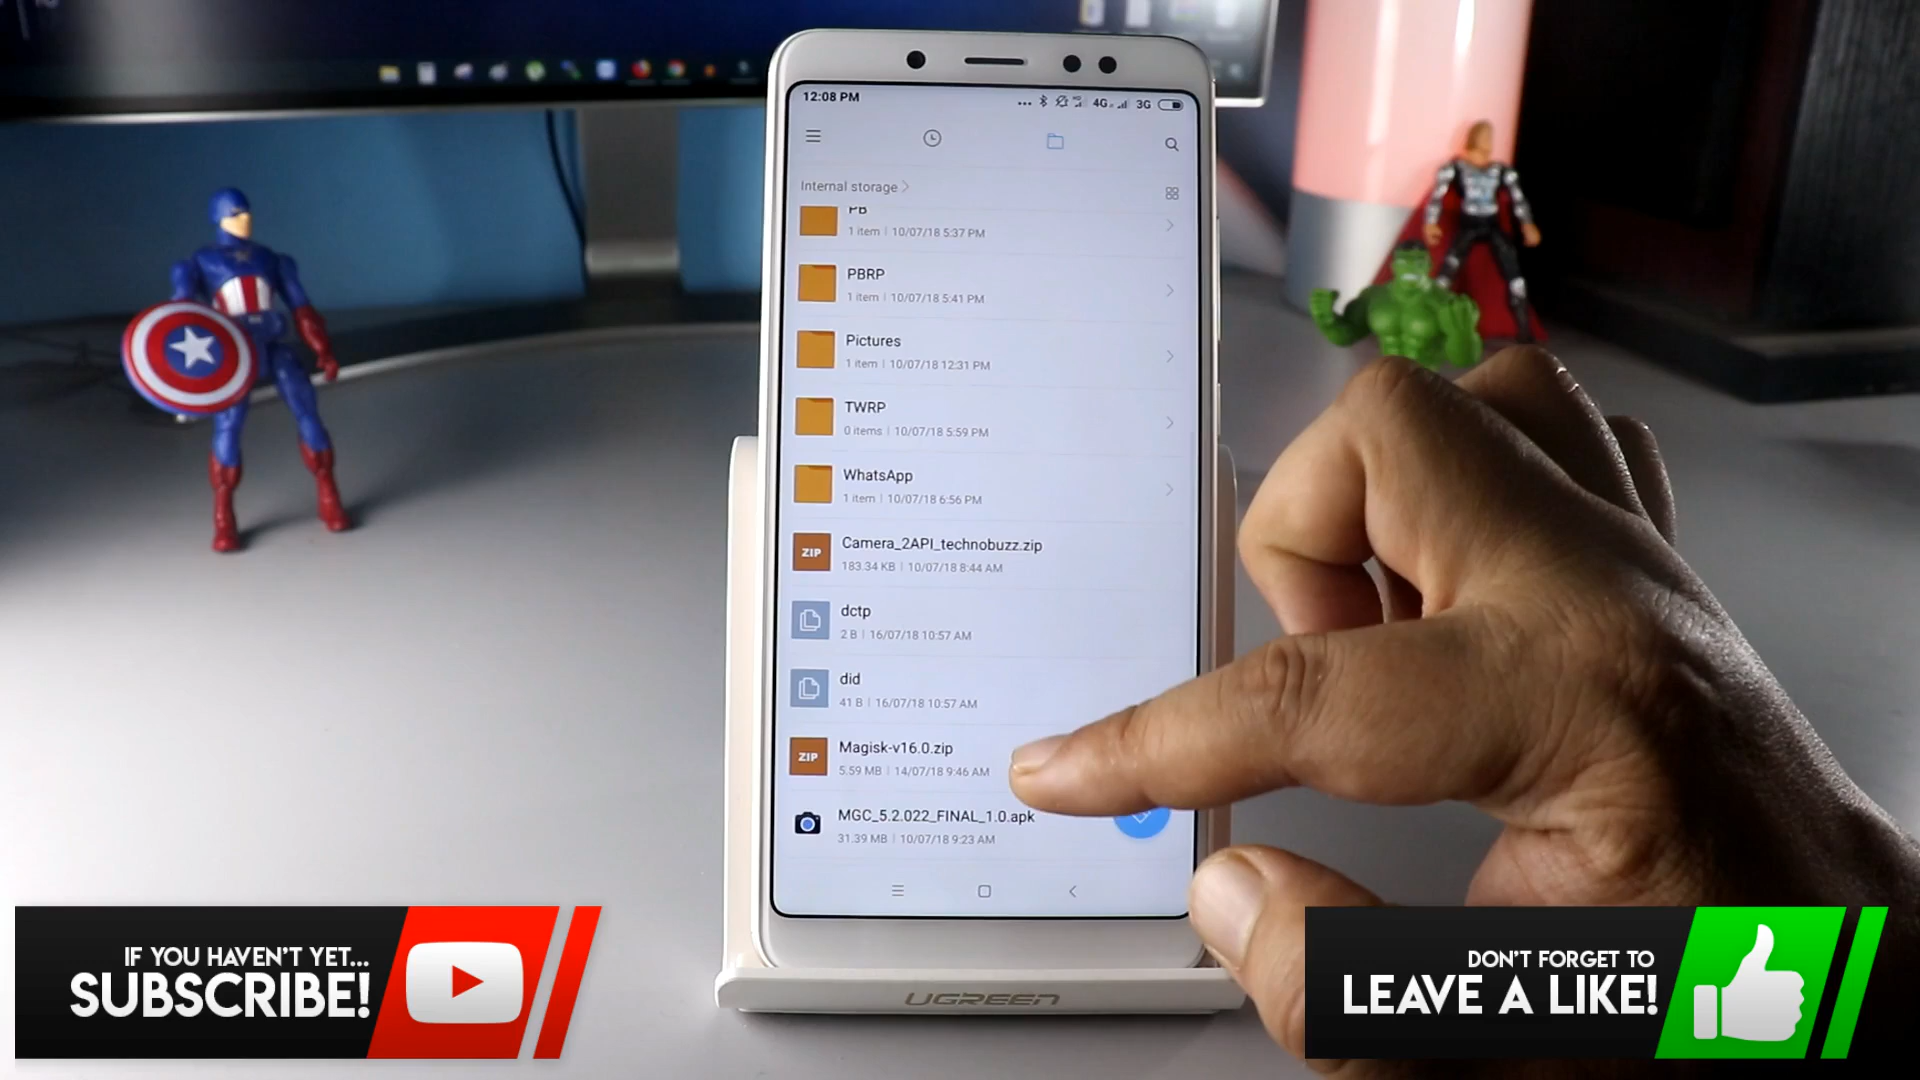 12:08 PM
4G 3G
Internal storage
PB
1 item | 10/07/18 5:37 PM
PBRP
1 item | 10/07/18 5:41 PM
Pictures
1 item | 10/07/18 12:31 PM
TWRP
0 items | 10/07/18 5:59 PM
WhatsApp
1 item | 10/07/18 6:56 PM
ZIP
Camera_2API_technobuzz.zip
183.34 KB | 10/07/18 8:44 AM
dctp
2 B | 16/07/18 10:57 AM
did
41 B | 16/07/18 10:57 AM
ZIP
Magisk-v16.0.zip
5.59 MB | 14/07/18 9:46 AM
MGC_5.2.022_FINAL_1.0.apk
31.39 MB | 10/07/18 9:23 AM
UGREEN
IF YOU HAVEN'T YET...
SUBSCRIBE!
DON'T FORGET TO
LEAVE A LIKE!